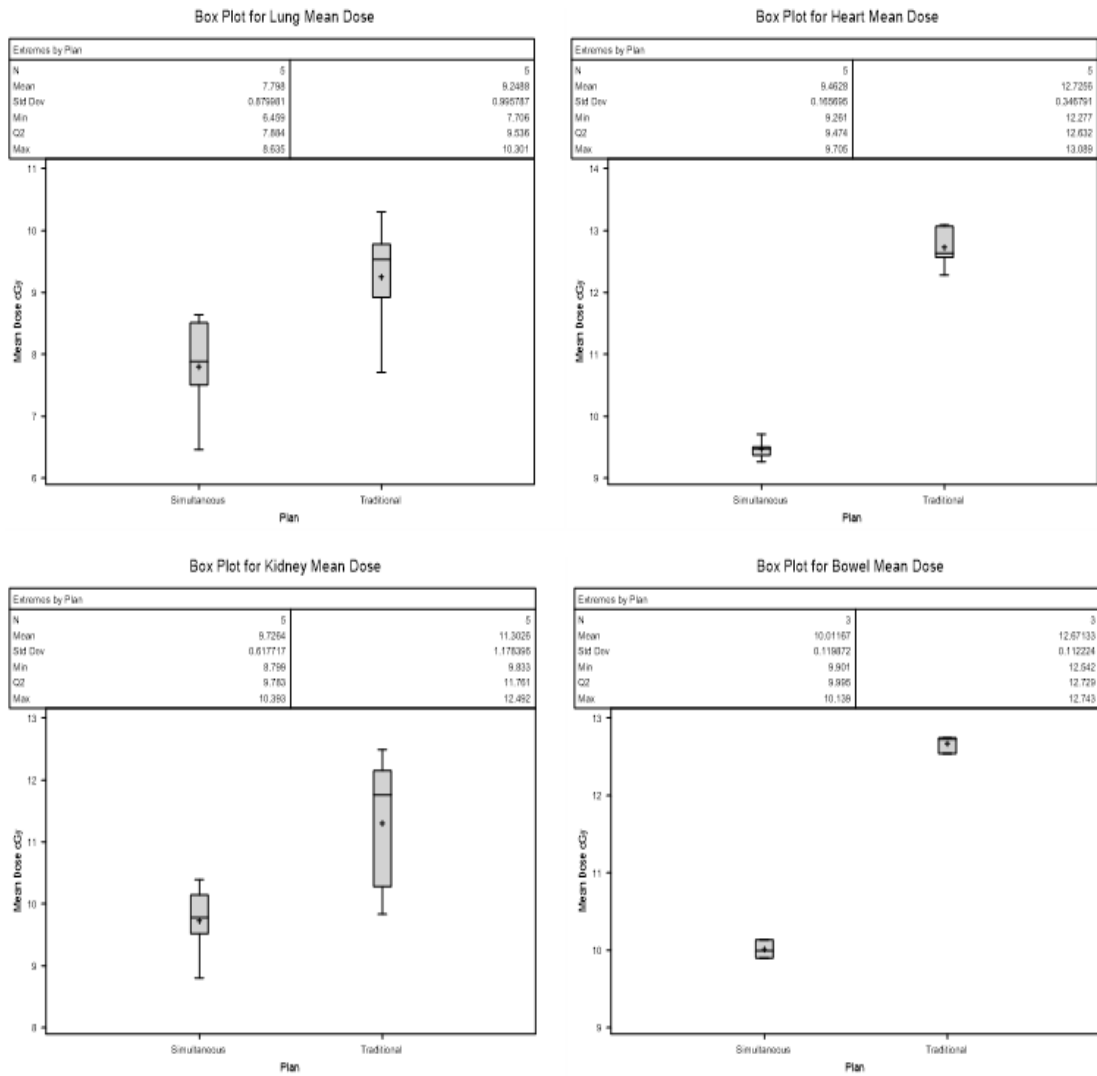 Box Plot for Lung Mean Dose
Extremes by Plan
N 5 5
Mean 7.798 9.2488
Std Dev 0.879981 0.995787
Min 6.459 7.706
Q2 7.884 9.536
Max 8.635 10.301
11
10
9
8
7
6
Mean Dose cGy
Simultaneous Traditional
Plan
Box Plot for Heart Mean Dose
Extremes by Plan
N 5 5
Mean 9.4628 12.7256
Std Dev 0.165695 0.346791
Min 9.261 12.277
Q2 9.474 12.632
Max 9.705 13.089
14
13
12
11
10
9
Mean Dose cGy
Simultaneous Traditional
Plan
Box Plot for Kidney Mean Dose
Extremes by Plan
N 5 5
Mean 9.7264 11.3026
Std Dev 0.617717 1.178396
Min 8.799 9.833
Q2 9.783 11.761
Max 10.393 12.492
13
12
11
10
9
8
Mean Dose cGy
Simultaneous Traditional
Plan
Box Plot for Bowel Mean Dose
Extremes by Plan
N 3 3
Mean 10.01167 12.67133
Std Dev 0.119872 0.112224
Min 9.901 12.542
Q2 9.995 12.729
Max 10.139 12.743
13
12
11
10
9
Mean Dose cGy
Simultaneous Traditional
Plan